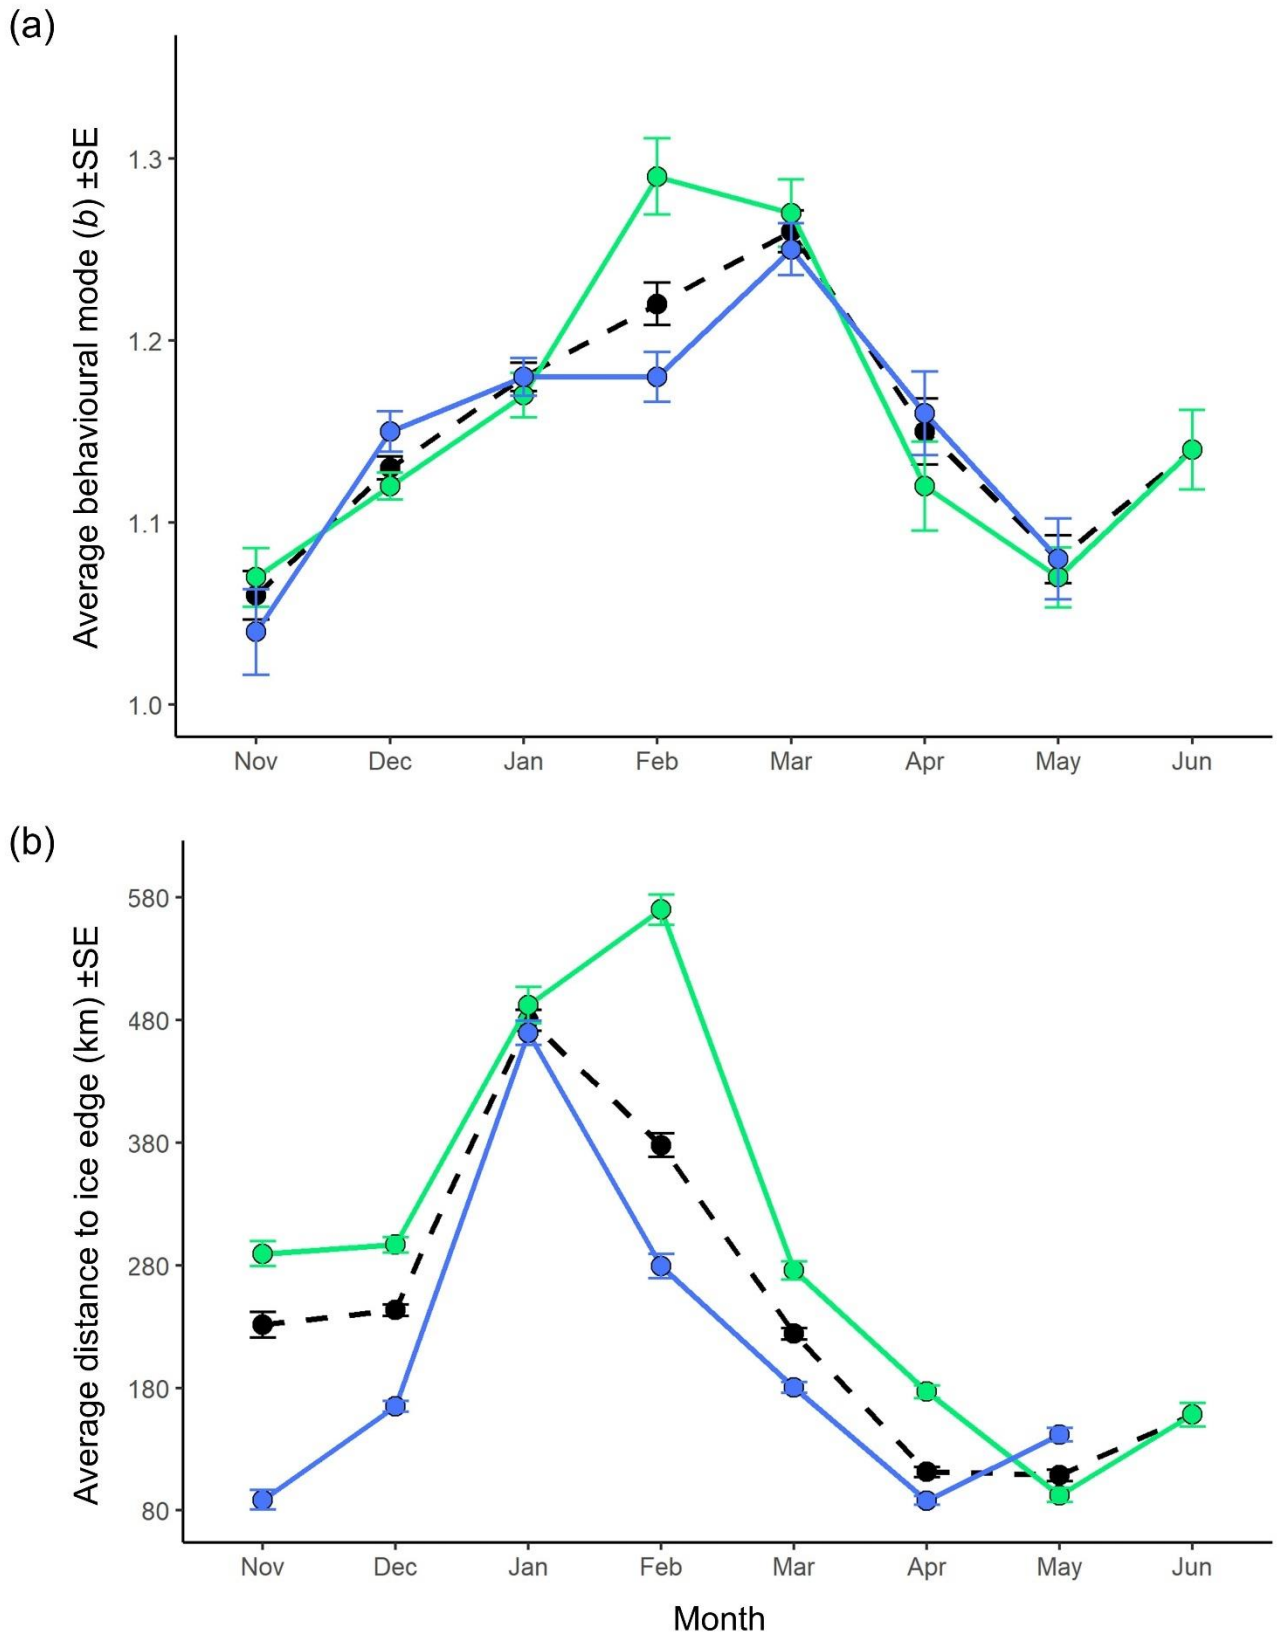 (a)
Average behavioural mode (b) ±SE
1.3
1.2
1.1
1.0
Nov Dec Jan Feb Mar Apr May Jun
(b)
Average distance to ice edge (km) ±SE
580
480
380
280
180
80
Nov Dec Jan Feb Mar Apr May Jun
Month